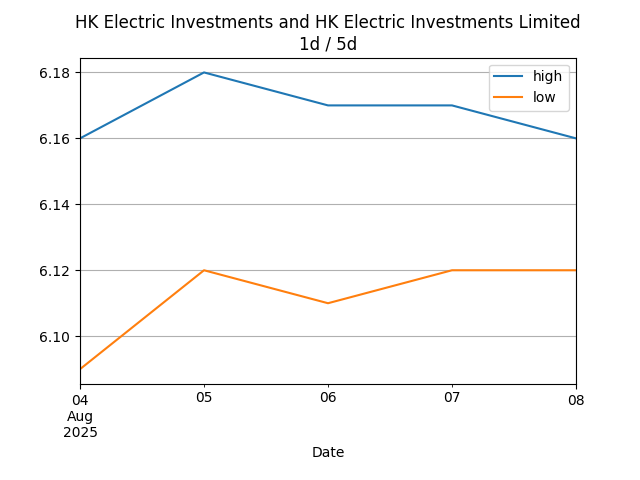 HK Electric Investments and HK Electric Investments Limited
1d / 5d
high
low
6.18
6.16
6.14
6.12
6.10
04
Aug
2025
05
06
07
08
Date